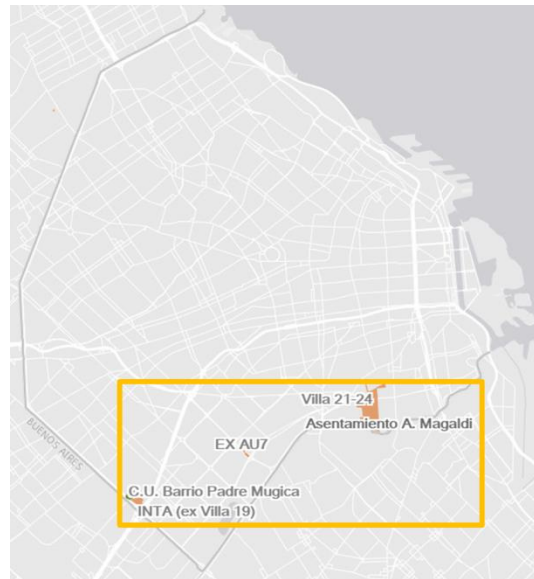 Villa 21-24
Asentamiento A. Magaldi
EX AU7
BUENOS AIRES
C.U. Barrio Padre Mugica
INTA (ex Villa 19)